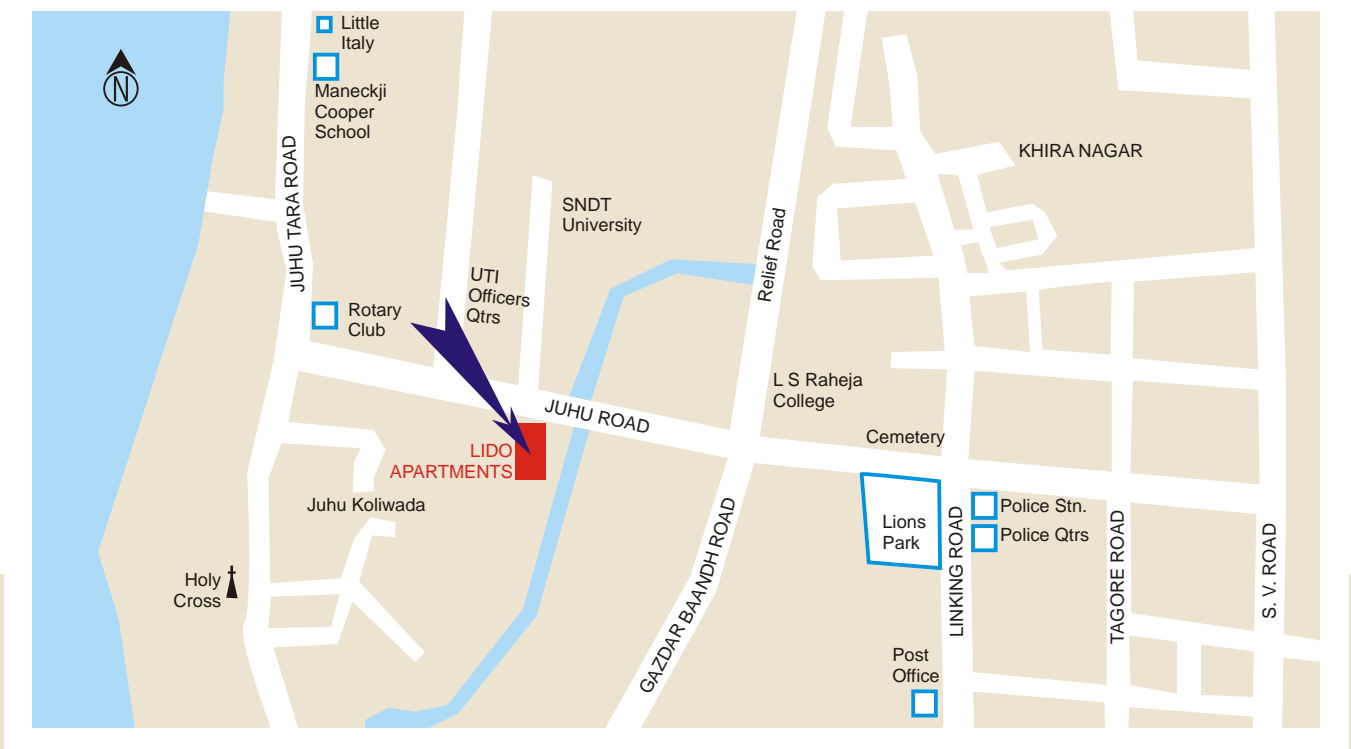 Little
Italy
N
Maneckji
Cooper
School
JUHU TARA ROAD
KHIRA NAGAR
SNDT
University
Relief Road
UTI
Officers
Qtrs
Rotary
Club
L S Raheja
College
JUHU ROAD
Cemetery
LIDO
APARTMENTS
Juhu Koliwada
Lions
Park
Police Stn.
Police Qtrs
GAZDAR BAANDH ROAD
LINKING ROAD
TAGORE ROAD
S. V. ROAD
Holy
Cross
Post
Office